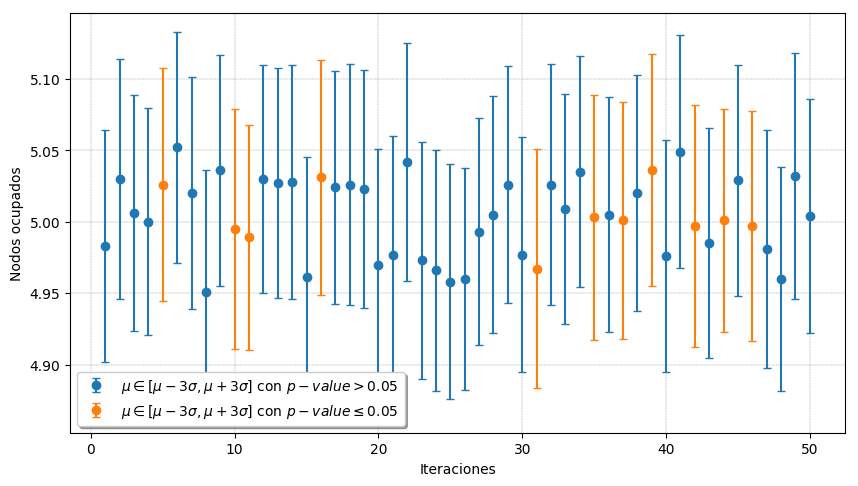 5.10
5.05
5.00
4.95
4.90
Nodos ocupados
μ ∈ [μ − 3σ, μ + 3σ] con p − value > 0.05
μ ∈ [μ − 3σ, μ + 3σ] con p − value ≤ 0.05
0 10 20 30 40 50
Iteraciones